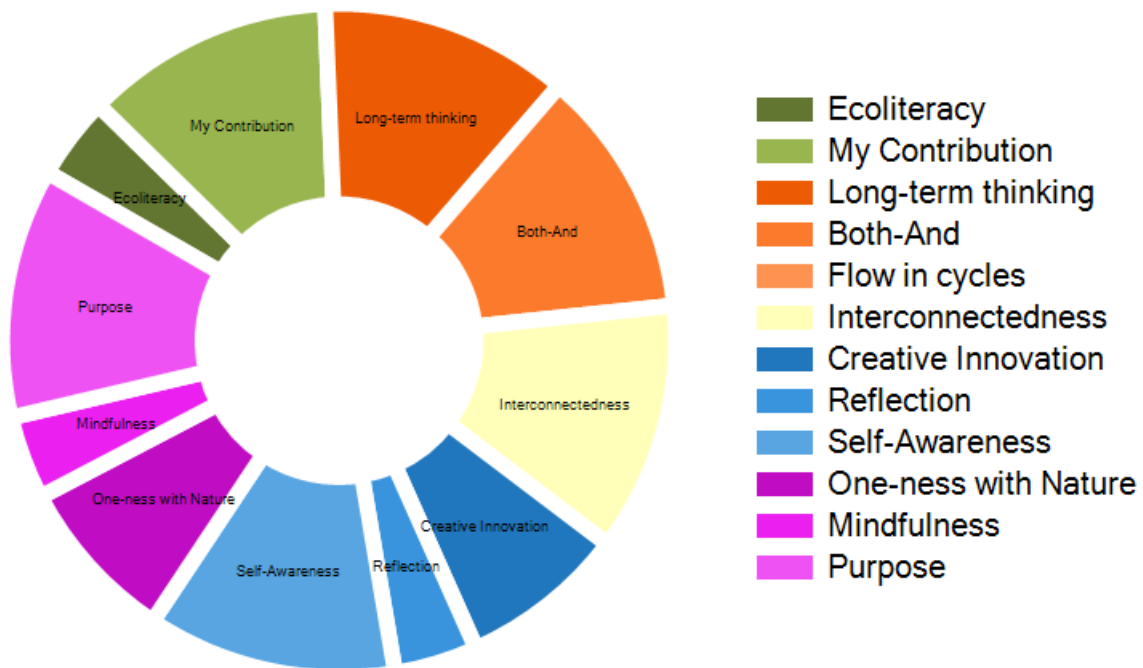 My Contribution
Long-term thinking
Ecoliteracy
Both-And
Purpose
Interconnectedness
Mindfulness
One-ness with Nature
Creative Innovation
Self-Awareness
Reflection
Ecoliteracy
My Contribution
Long-term thinking
Both-And
Flow in cycles
Interconnectedness
Creative Innovation
Reflection
Self-Awareness
One-ness with Nature
Mindfulness
Purpose